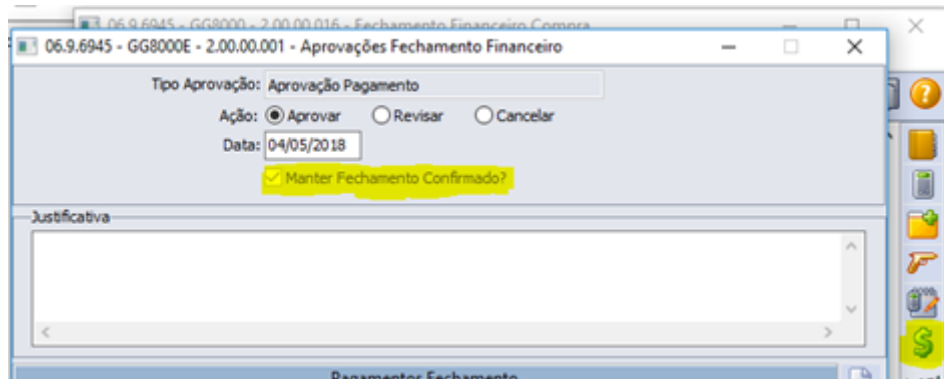 06.9.6945 - GG8000 - 2.00.00.016 - Fechamento Financeiro Compra
06.9.6945 - GG8000E - 2.00.00.001 - Aprovações Fechamento Financeiro
Tipo Aprovação: Aprovação Pagamento
Ação: Aprovar Revisar Cancelar
Data: 04/05/2018
Manter Fechamento Confirmado?
Justificativa
Pagamentos Fechamento